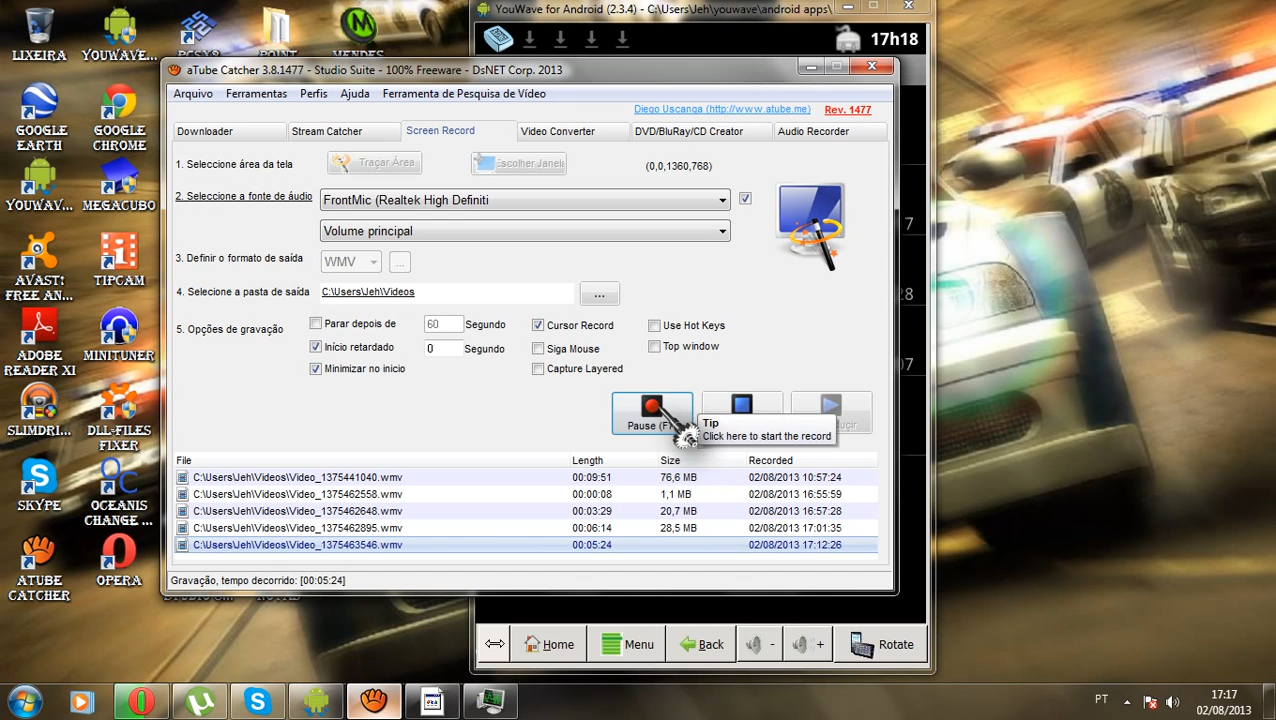 YouWave for Android (2.3.4) - C:\Users\Jeh\youwave\android apps\
17h18
LIXEIRA
YOUWAVE...
POINT
MENDES
GOOGLE EARTH
GOOGLE CHROME
YOUW...
MEGACUBO
AVAST! FREE AN...
TIPCAM
ADOBE READER XI
MINITUNER
SLIMDRI...
DLL-FILES FIXER
SKYPE
OCEANIS CHANGE ...
ATUBE CATCHER
OPERA
aTube Catcher 3.8.1477 - Studio Suite - 100% Freeware - DsNET Corp. 2013
Arquivo Ferramentas Perfis Ajuda Ferramenta de Pesquisa de Vídeo
Diego Uscanga (http://www.atube.me) Rev. 1477
Downloader Stream Catcher Screen Record Video Converter DVD/BluRay/CD Creator Audio Recorder
1. Seleccione área da tela Traçar Área Escolher Janela (0,0,1360,768)
2. Seleccione a fonte de áudio FrontMic (Realtek High Definiti
Volume principal
3. Definir o formato de saída WMV ...
4. Selecione a pasta de saída C:\Users\Jeh\Videos ...
5. Opções de gravação Parar depois de 60 Segundo Cursor Record Use Hot Keys
Início retardado 0 Segundo Siga Mouse Top window
Minimizar no inicio Capture Layered
Pause (F
Tip
Click here to start the record
File Length Size Recorded
C:\Users\Jeh\Videos\Video_1375441040.wmv 00:09:51 76,6 MB 02/08/2013 10:57:24
C:\Users\Jeh\Videos\Video_1375462558.wmv 00:00:08 1,1 MB 02/08/2013 16:55:59
C:\Users\Jeh\Videos\Video_1375462648.wmv 00:03:29 20,7 MB 02/08/2013 16:57:28
C:\Users\Jeh\Videos\Video_1375462895.wmv 00:06:14 28,5 MB 02/08/2013 17:01:35
C:\Users\Jeh\Videos\Video_1375463546.wmv 00:05:24 02/08/2013 17:12:26
Gravação, tempo decorrido: [00:05:24]
7
28
07
Home Menu Back - + Rotate
PT 17:17
02/08/2013